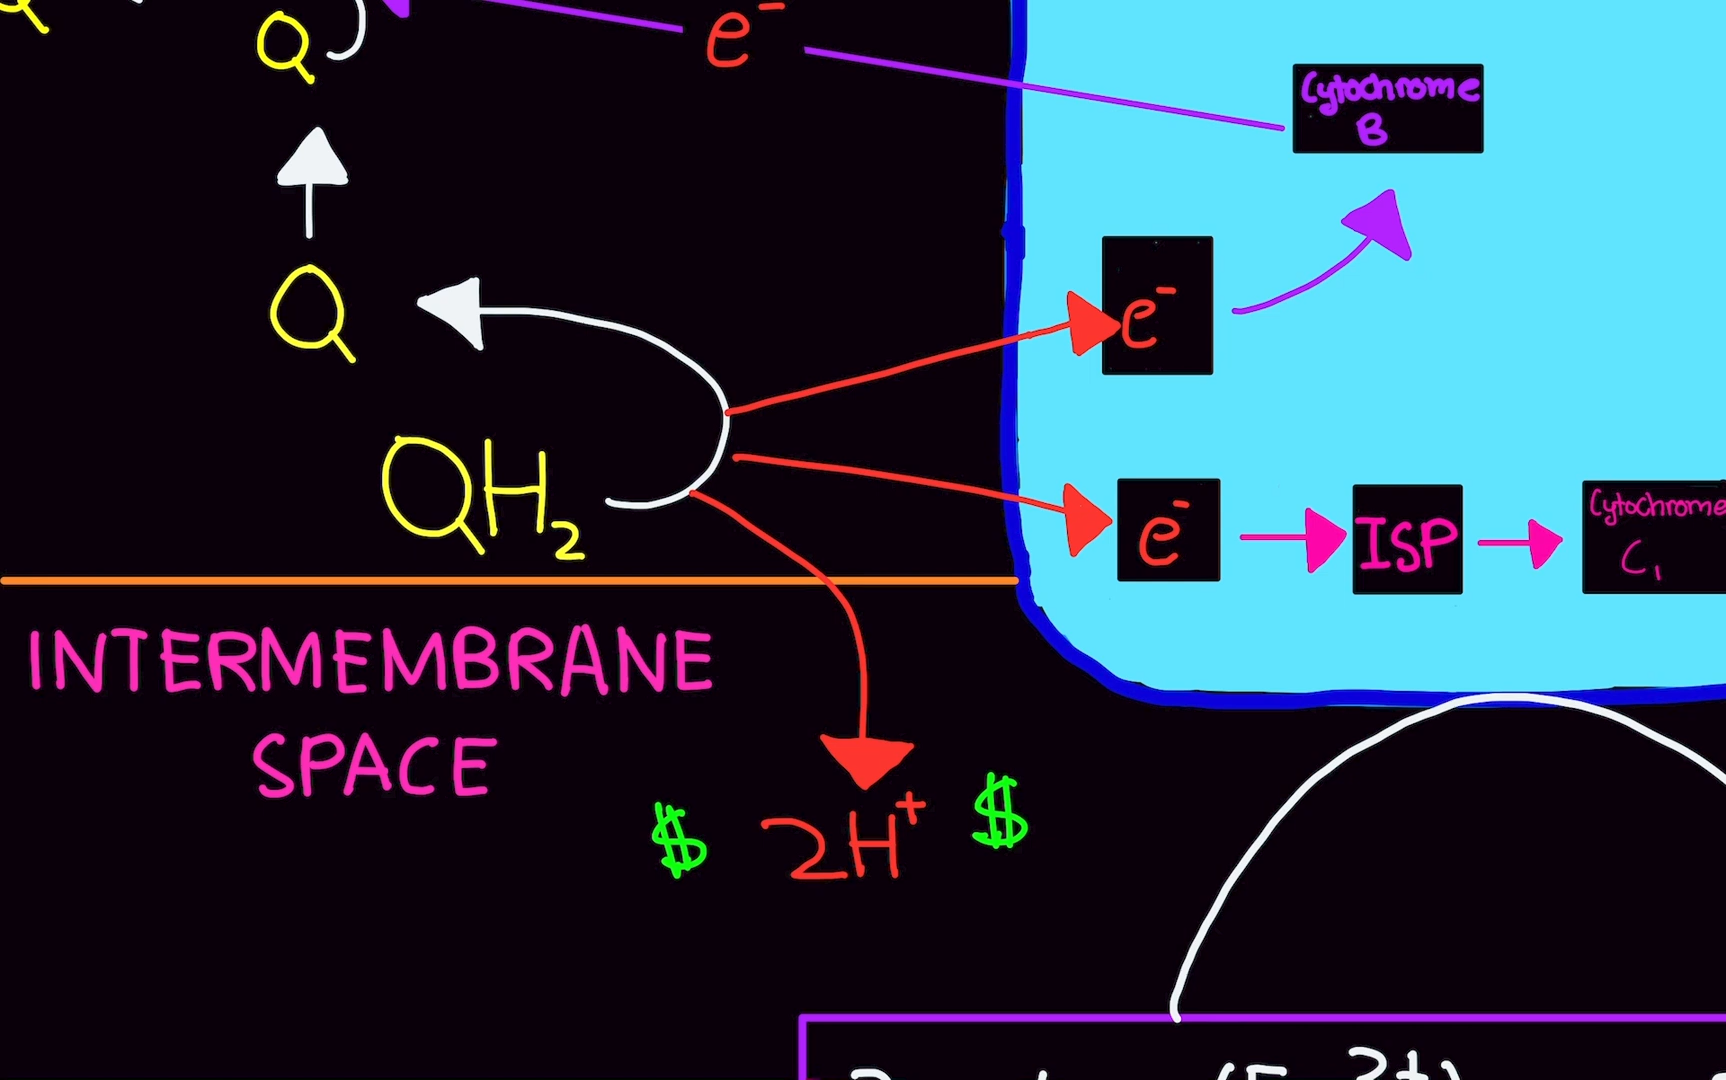 Q
e⁻
Cytochrome
B
Q
e⁻
QH₂
e⁻
ISP
Cytochrome
C₁
INTERMEMBRANE
SPACE
$ 2H⁺ $